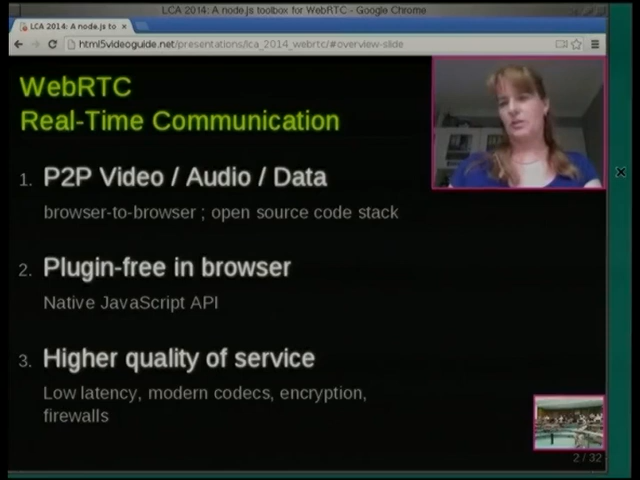 LCA 2014: A node.js toolbox for WebRTC - Google Chrome
LCA 2014: A node.js to
html5videoguide.net/presentations/lca_2014_webrtc/#overview-slide
WebRTC
Real-Time Communication
1. P2P Video / Audio / Data
browser-to-browser ; open source code stack
2. Plugin-free in browser
Native JavaScript API
3. Higher quality of service
Low latency, modern codecs, encryption,
firewalls
2 / 32